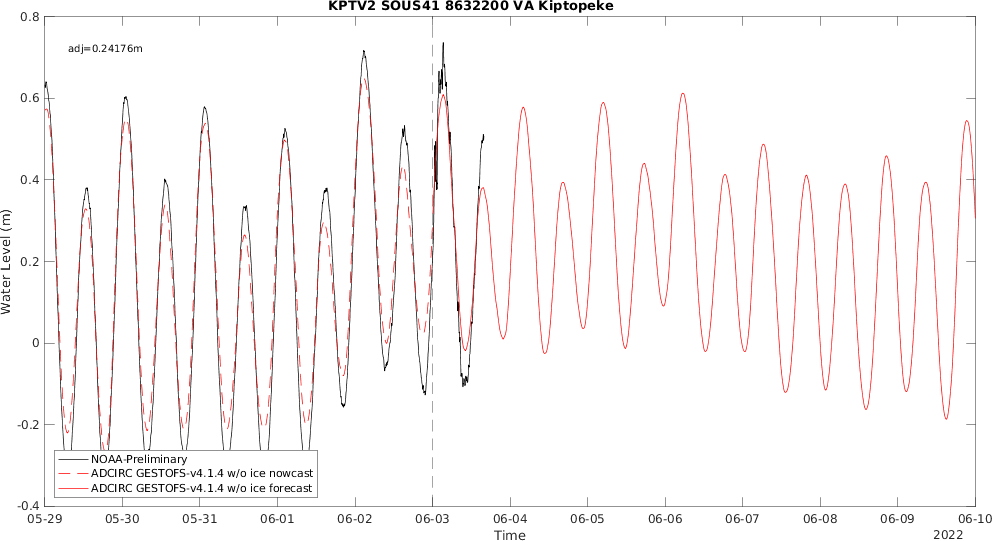 KPTV2 SOUS41 8632200 VA Kiptopeke
adj=0.24176m
0.8
0.6
0.4
0.2
0
-0.2
-0.4
Water Level (m)
NOAA-Preliminary
ADCIRC GESTOFS-v4.1.4 w/o ice nowcast
ADCIRC GESTOFS-v4.1.4 w/o ice forecast
05-29 05-30 05-31 06-01 06-02 06-03 06-04 06-05 06-06 06-07 06-08 06-09 06-10
Time
2022